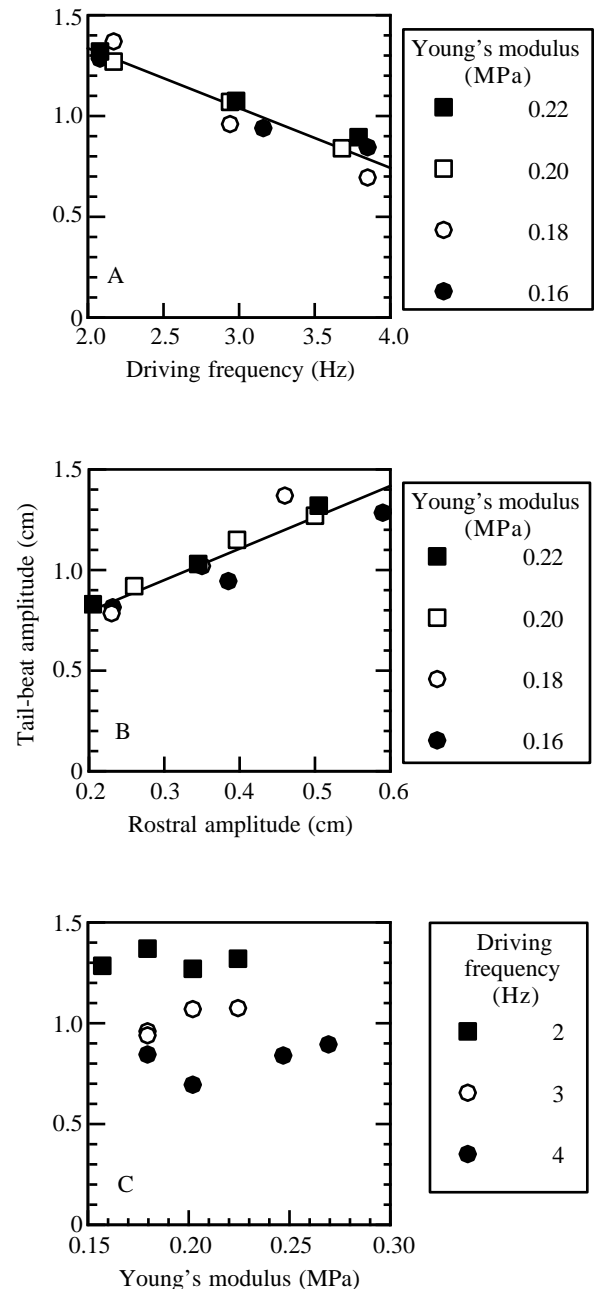 1.5
1.0
0.5
0
A
2.0 2.5 3.0 3.5 4.0
Driving frequency (Hz)
Young's modulus
(MPa)
0.22
0.20
0.18
0.16
Tail-beat amplitude (cm)
1.5
1.0
0.5
0
B
0.2 0.3 0.4 0.5 0.6
Rostral amplitude (cm)
Young's modulus
(MPa)
0.22
0.20
0.18
0.16
1.5
1.0
0.5
0
C
0.15 0.20 0.25 0.30
Young's modulus (MPa)
Driving
frequency
(Hz)
2
3
4